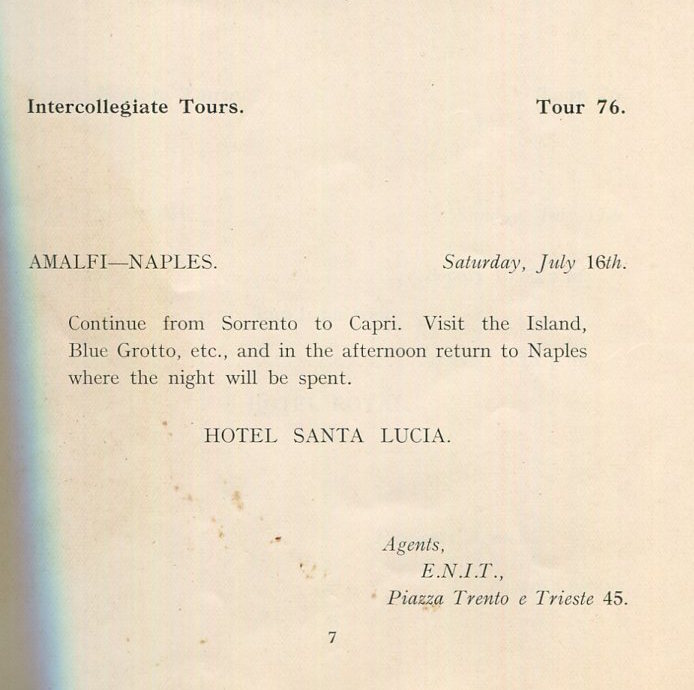 Intercollegiate Tours. Tour 76.
AMALFI—NAPLES. Saturday, July 16th.
Continue from Sorrento to Capri. Visit the Island,
Blue Grotto, etc., and in the afternoon return to Naples
where the night will be spent.
HOTEL SANTA LUCIA.
Agents,
E.N.I.T.,
Piazza Trento e Trieste 45.
7